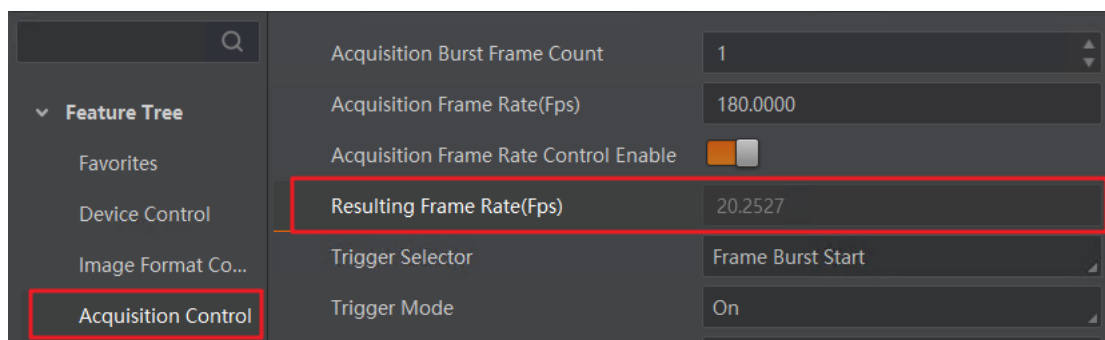 Acquisition Burst Frame Count 1
Feature Tree
Acquisition Frame Rate(Fps) 180.0000
Favorites
Acquisition Frame Rate Control Enable
Device Control
Resulting Frame Rate(Fps) 20.2527
Image Format Co...
Trigger Selector Frame Burst Start
Acquisition Control
Trigger Mode On